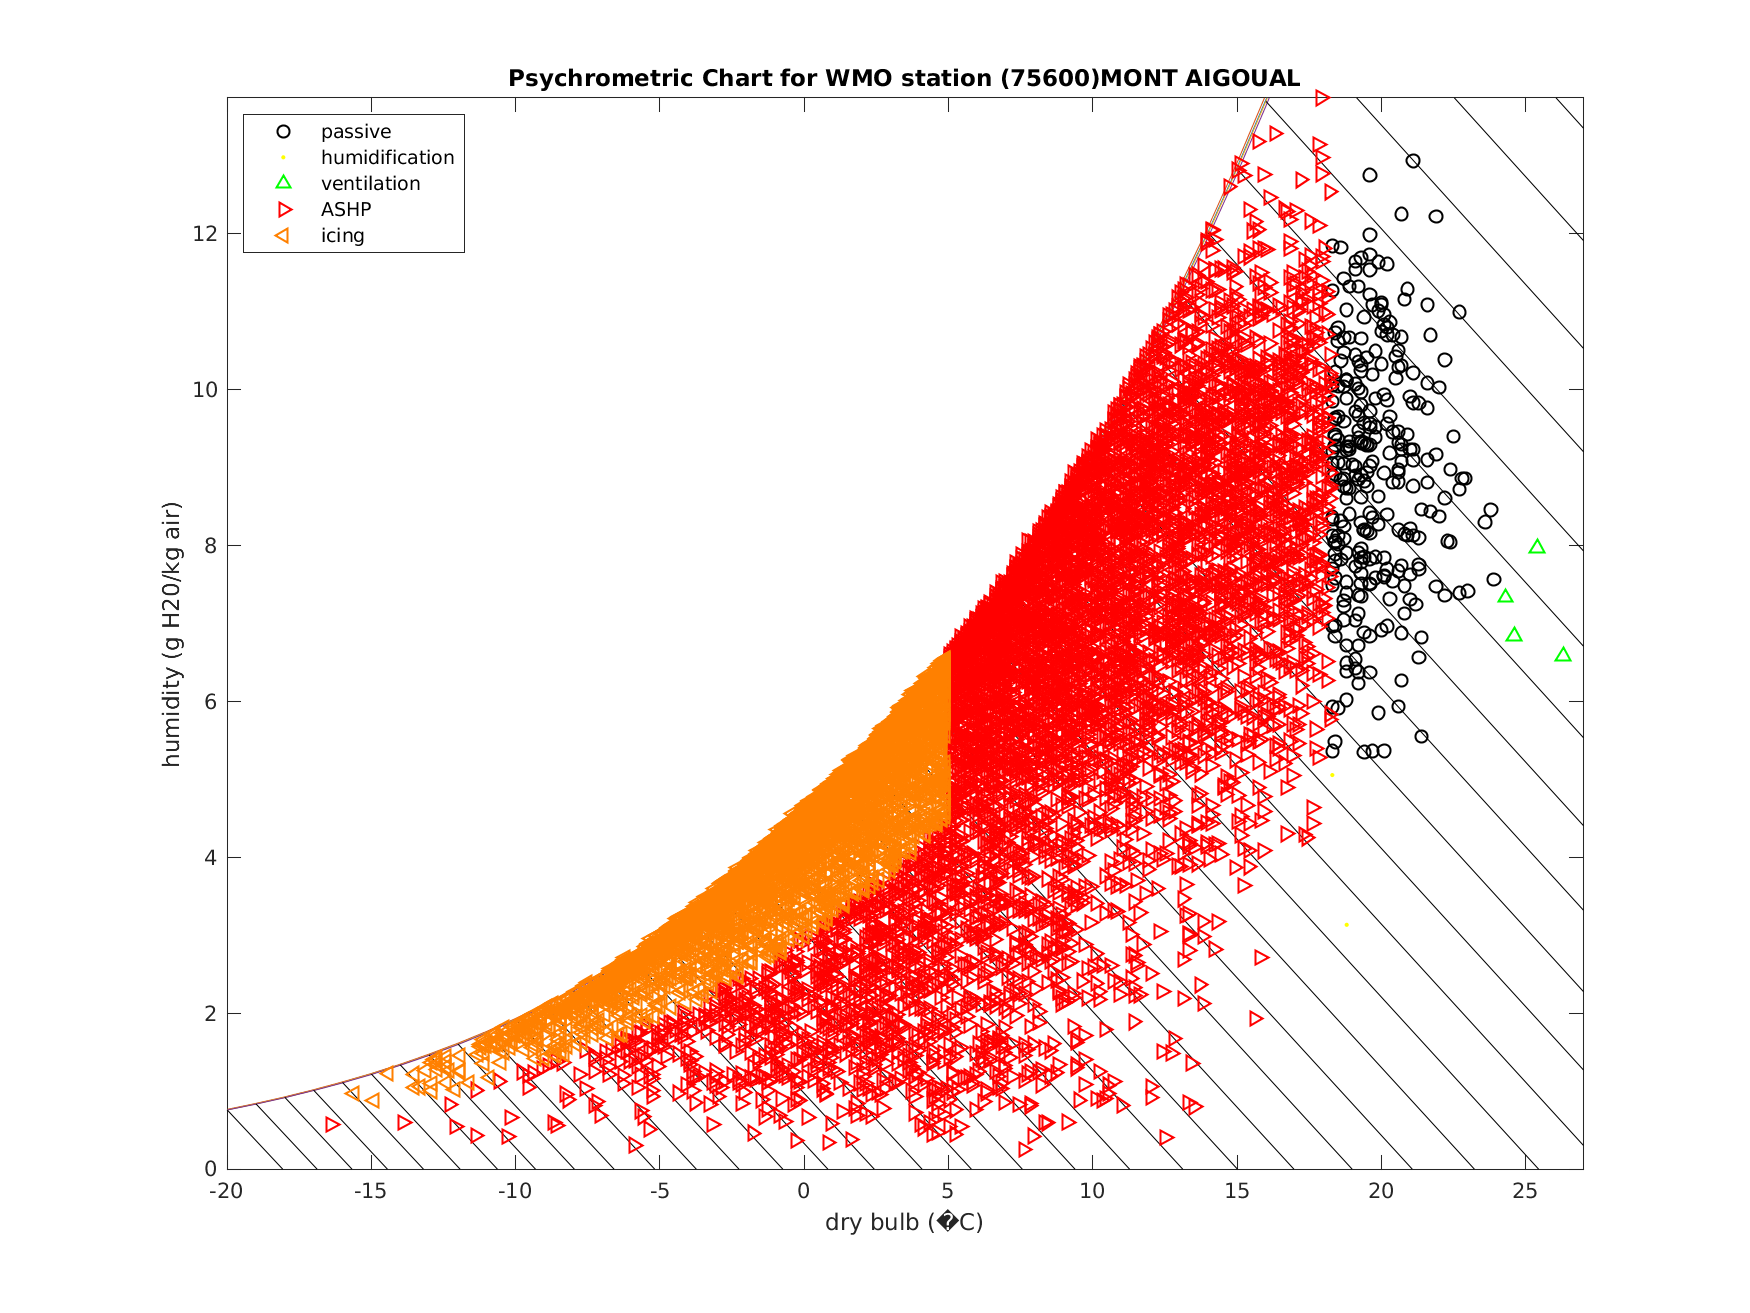 Psychrometric Chart for WMO station (75600)MONT AIGOUAL
passive
humidification
ventilation
ASHP
icing
humidity (g H20/kg air)
12
10
8
6
4
2
0
-20 -15 -10 -5 0 5 10 15 20 25
dry bulb (�C)